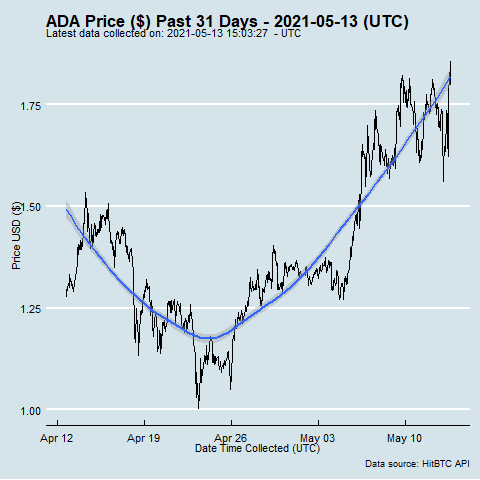 ADA Price ($) Past 31 Days - 2021-05-13 (UTC)
Latest data collected on: 2021-05-13 15:03:27 - UTC
1.75
1.50
1.25
1.00
Price USD ($)
Apr 12 Apr 19 Apr 26 May 03 May 10
Date Time Collected (UTC)
Data source: HitBTC API